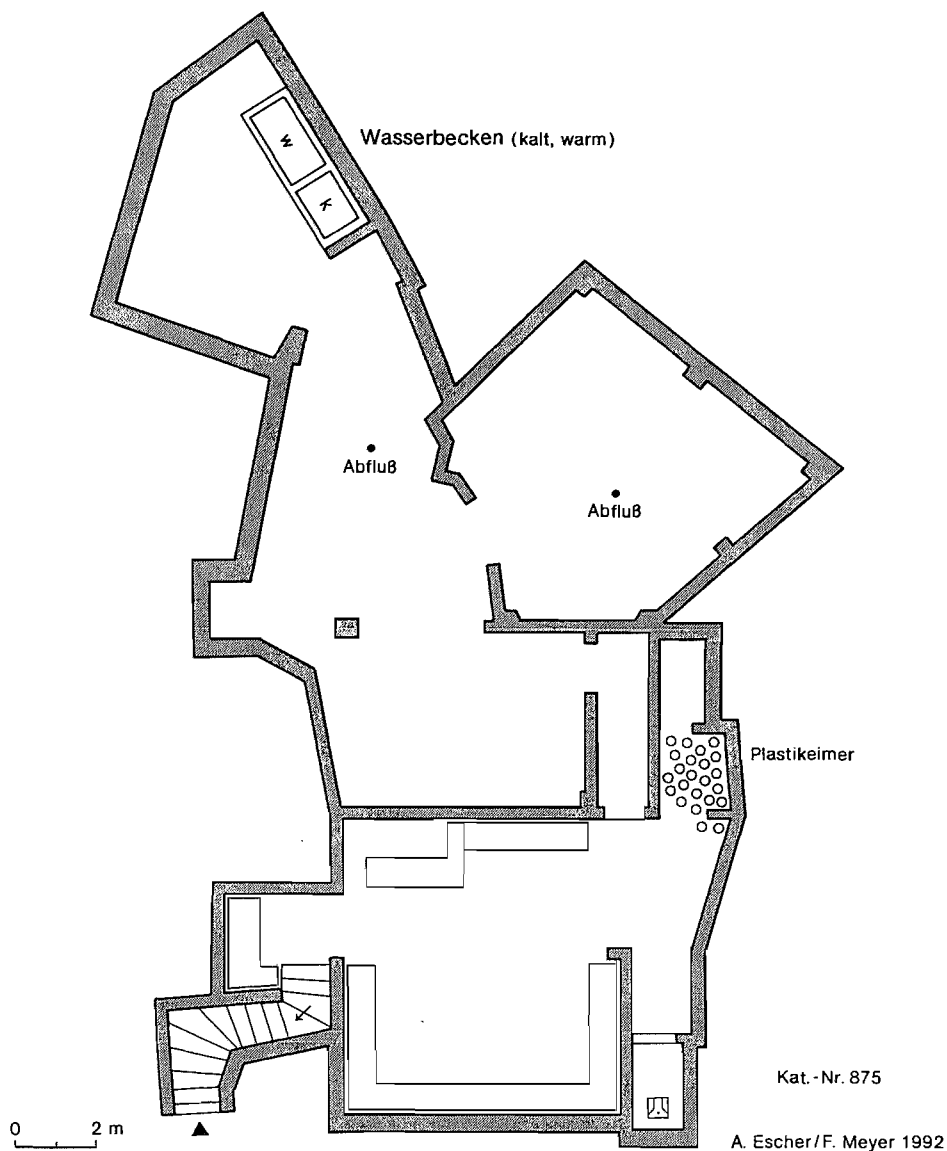 W
K
Wasserbecken (kalt, warm)
Abfluß
Abfluß
Plastikeimer
Kat.-Nr. 875
0 2 m
A. Escher/F. Meyer 1992